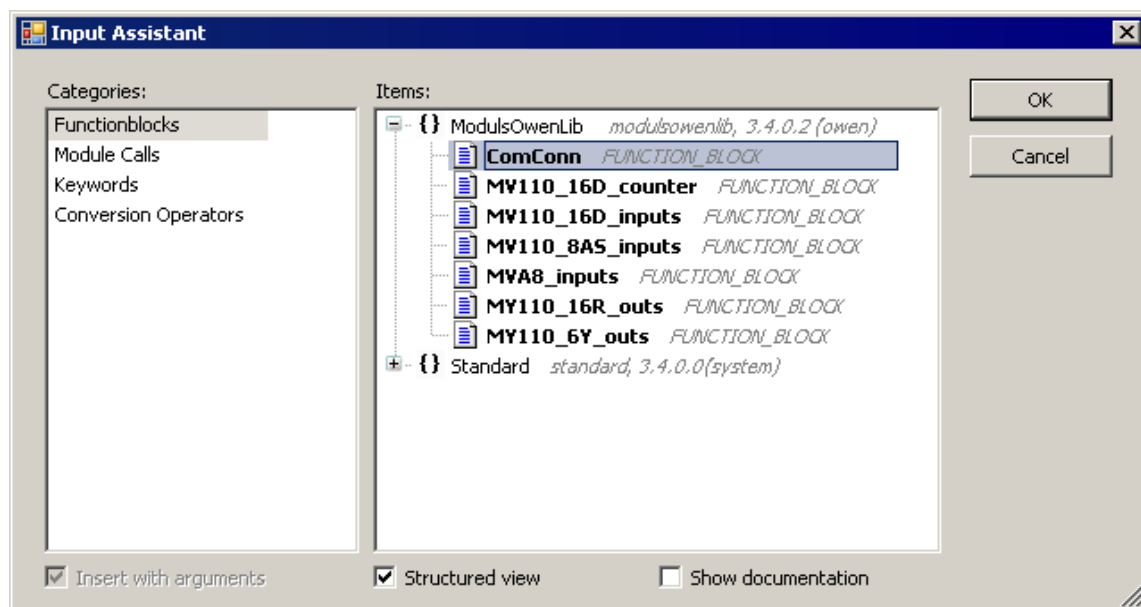 Input Assistant
Categories:
Functionblocks
Module Calls
Keywords
Conversion Operators
Items:
{} ModulsOwenLib modulsowenlib, 3.4.0.2 (owen)
ComConn FUNCTION_BLOCK
MV110_16D_counter FUNCTION_BLOCK
MV110_16D_inputs FUNCTION_BLOCK
MV110_8AS_inputs FUNCTION_BLOCK
MVA8_inputs FUNCTION_BLOCK
MY110_16R_outs FUNCTION_BLOCK
MY110_6Y_outs FUNCTION_BLOCK
{} Standard standard, 3.4.0.0(system)
OK
Cancel
Insert with arguments
Structured view
Show documentation